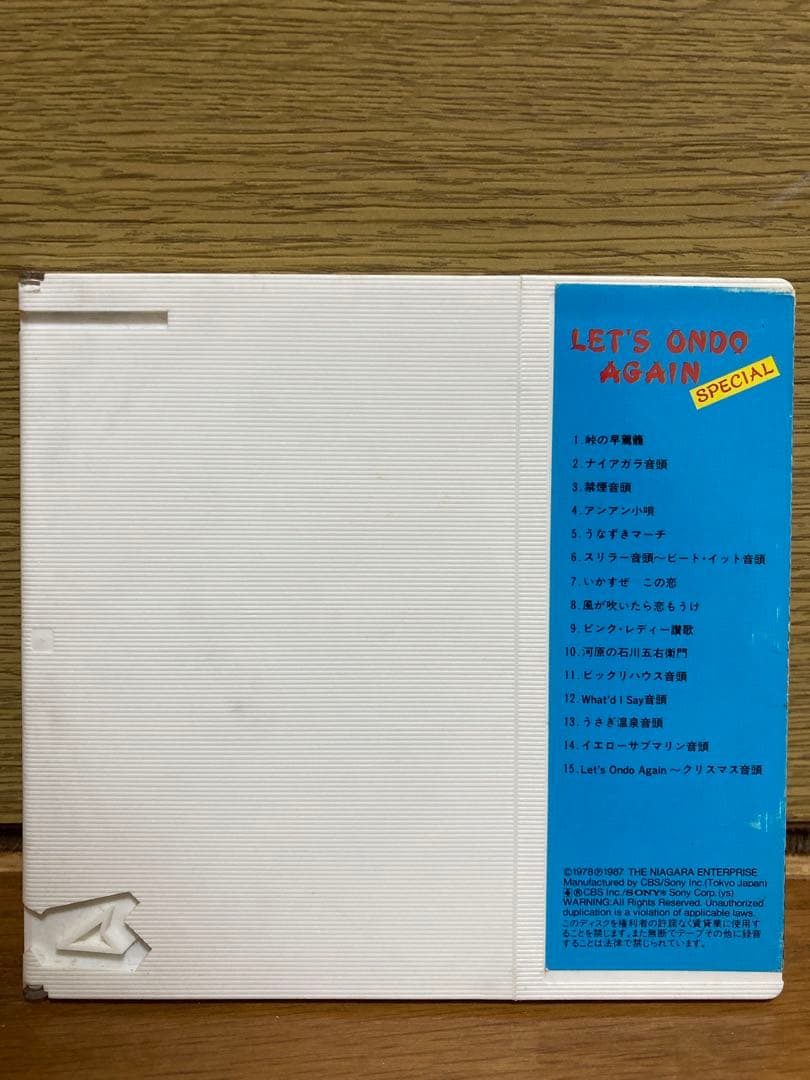 LET'S ONDO
AGAIN
SPECIAL
1.峠の早駕籠
2.ナイアガラ音頭
3.禁煙音頭
4.アンアン小唄
5.うなずきマーチ
6.スリラー音頭〜ビート・イット音頭
7.いかすぜ この恋
8.風が吹いたら恋もうけ
9.ピンク・レディー讃歌
10.河原の石川五右衛門
11.ビックリハウス音頭
12.What'd I Say音頭
13.うさぎ温泉音頭
14.イエローサブマリン音頭
15.Let's Ondo Again〜クリスマス音頭
©1978Ⓟ1987 THE NIAGARA ENTERPRISE
Manufactured by CBS/Sony Inc.(Tokyo Japan)
®CBS Inc./SONY® Sony Corp.(ys)
WARNING:All Rights Reserved. Unauthorized
duplication is a violation of applicable laws.
このディスクを権利者の許諾なく賃貸業に使用す
ることを禁じます。また無断でテープその他に録音
することは法律で禁じられています。